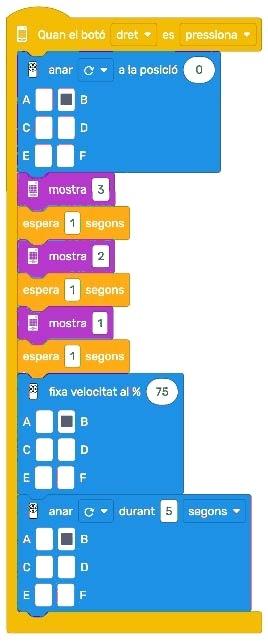 Quan el botó dret es pressiona
anar a la posició 0
A B
C D
E F
mostra 3
espera 1 segons
mostra 2
espera 1 segons
mostra 1
espera 1 segons
fixa velocitat al % 75
A B
C D
E F
anar durant 5 segons
A B
C D
E F